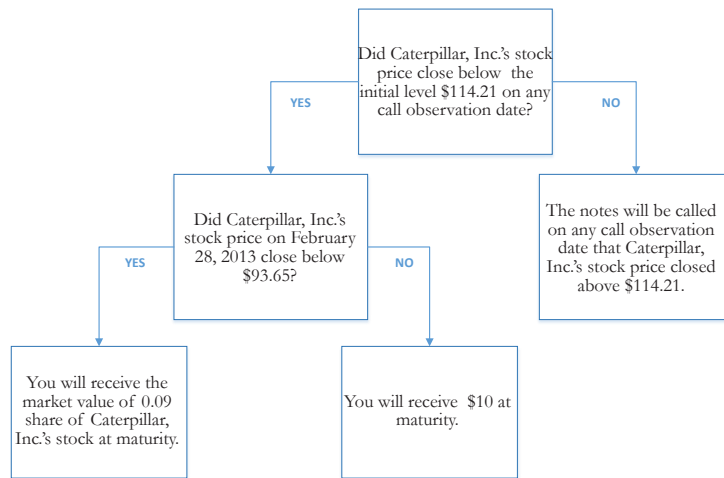 Did Caterpillar, Inc.'s stock
price close below the
initial level $114.21 on any
call observation date?
YES
NO
Did Caterpillar, Inc.'s
stock price on February
28, 2013 close below
$93.65?
The notes will be called
on any call observation
date that Caterpillar,
Inc.'s stock price closed
above $114.21.
YES
NO
You will receive the
market value of 0.09
share of Caterpillar,
Inc.'s stock at maturity.
You will receive $10 at
maturity.